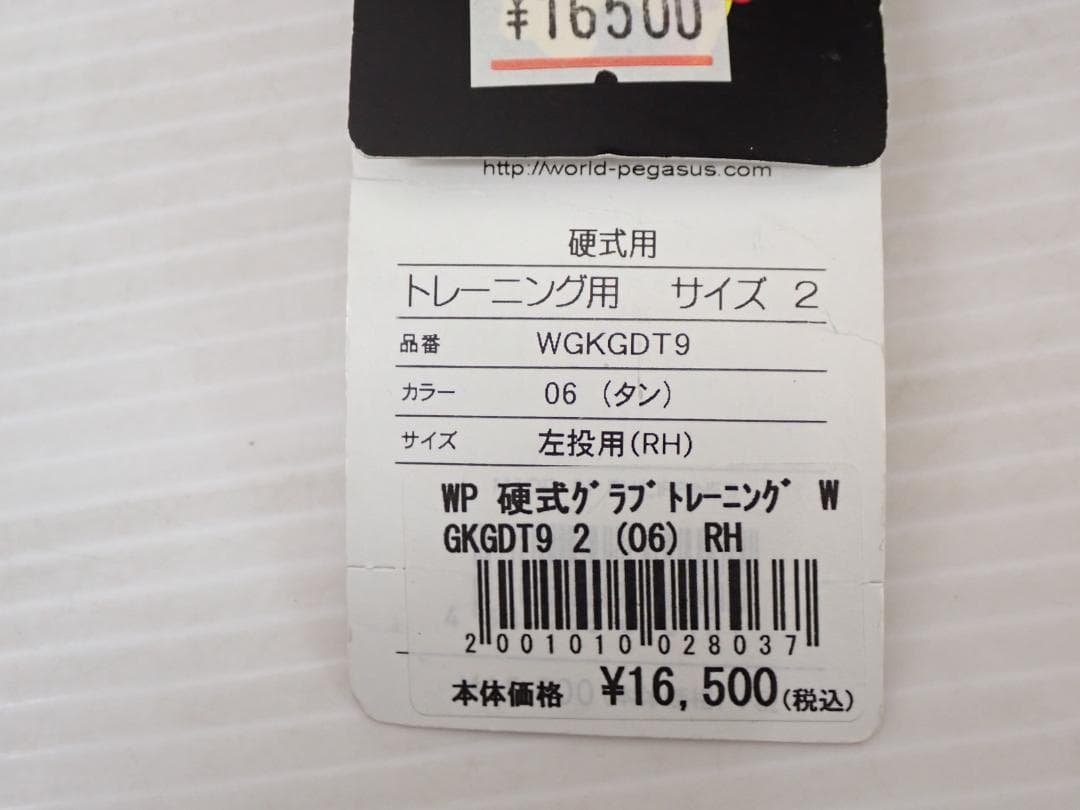 ¥16500
http://world-pegasus.com
硬式用
トレーニング用 サイズ 2
品番 WGKGDT9
カラー 06 (タン)
サイズ 左投用(RH)
WP 硬式ｸﾞﾗﾌﾞﾄﾚｰﾆﾝｸﾞ W
GKGDT9 2 (06) RH
2 001010 028037
本体価格 ¥16,500(税込)